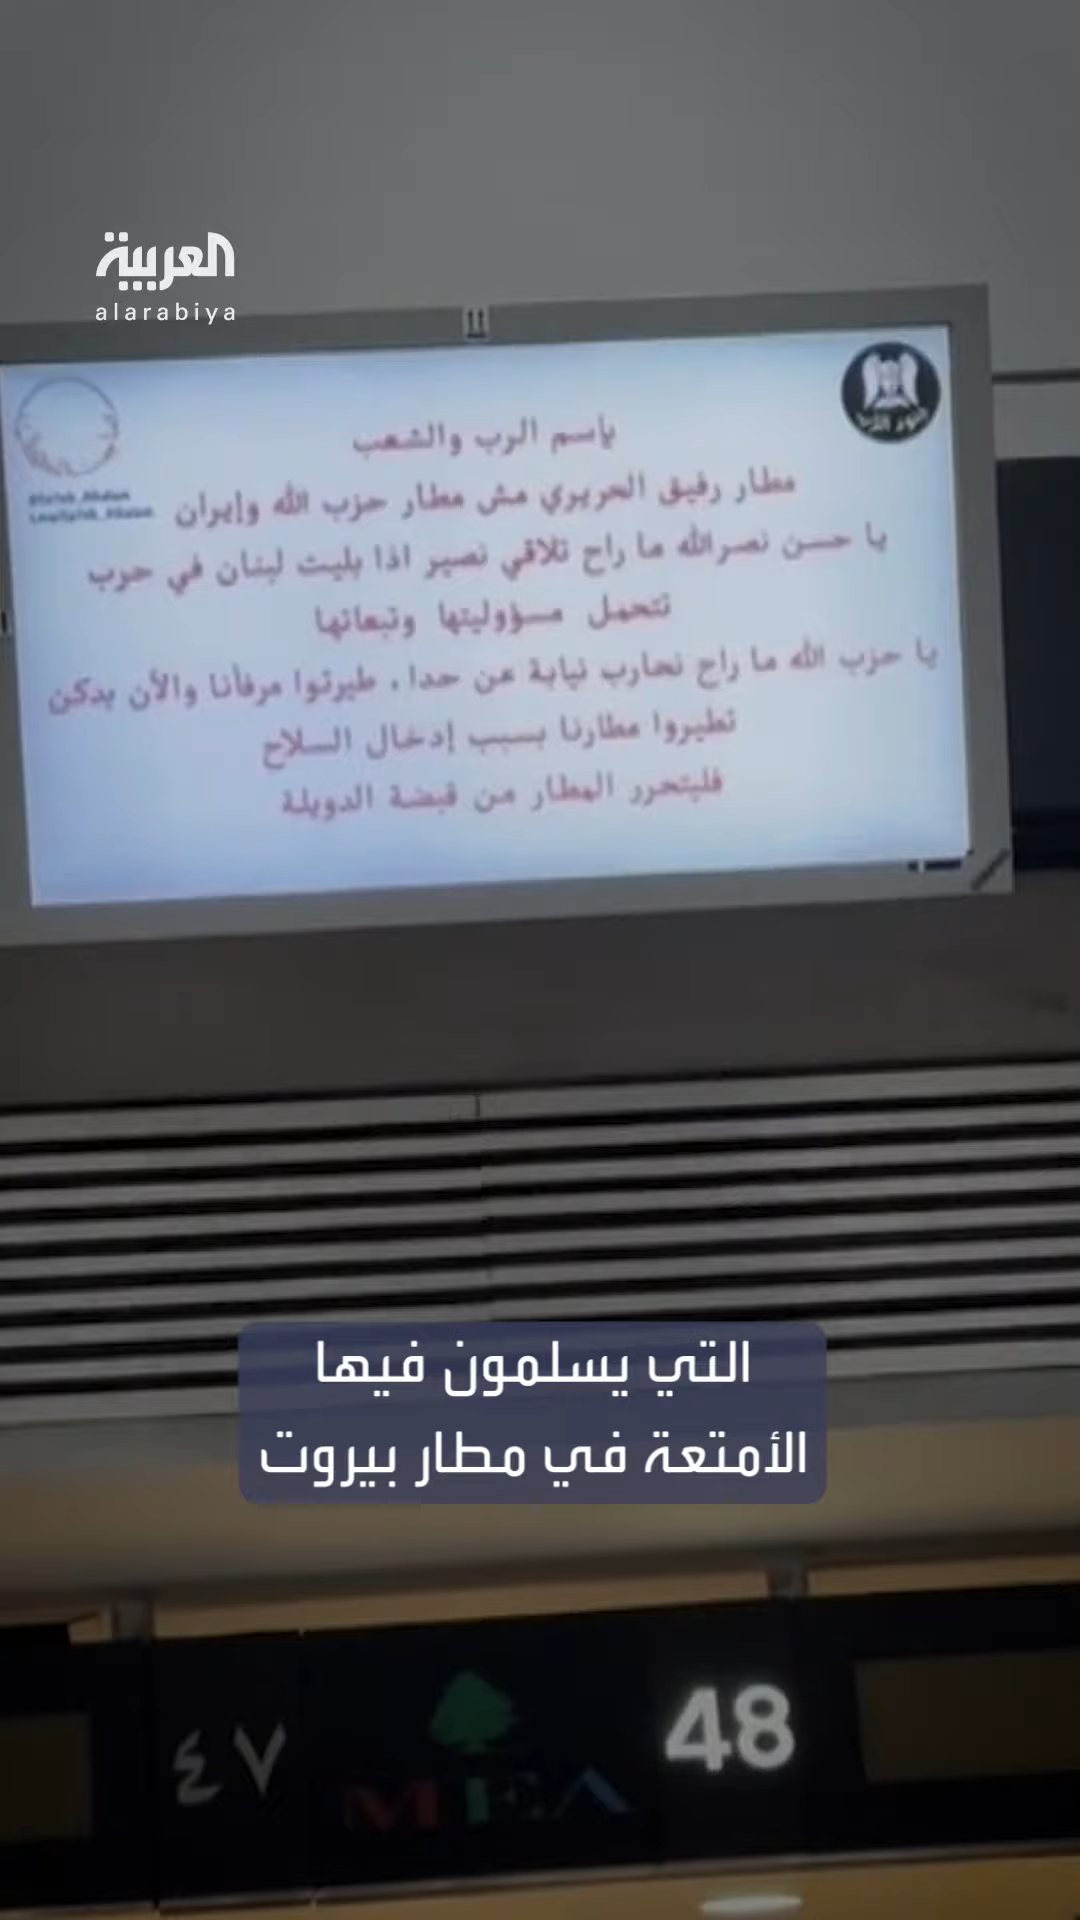 العربية
alarabiya
بإسم الرب والشعب
مطار رفيق الحريري مش مطار حزب الله وإيران
يا حسن نصرالله ما راح تلاقي نصير اذا بليت لبنان في حرب
تتحمل مسؤوليتها وتبعاتها
يا حزب الله ما راح نحارب نيابة عن حدا، طيرتوا مرفأنا والأن بدكن
تطيروا مطارنا بسبب إدخال السلاح
فليتحرر المطار من قبضة الدويلة
التي يسلمون فيها
الأمتعة في مطار بيروت
٤٧ MEA 48